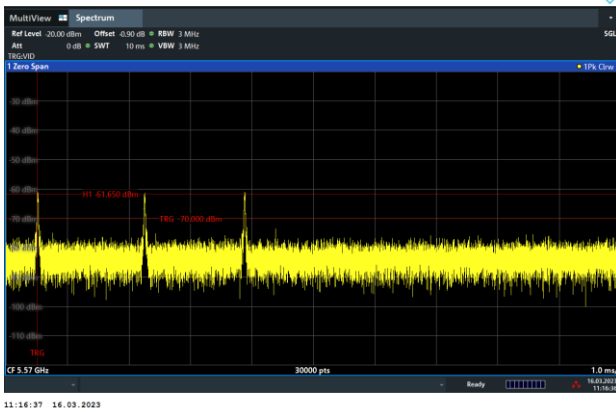 MultiView Spectrum
Ref Level -20.00 dBm Offset -0.90 dB RBW 3 MHz SGL
Att 0 dB SWT 10 ms VBW 3 MHz
TRG:VID
1 Zero Span 1Pk Clrw
-30 dBm
-40 dBm
-50 dBm
-60 dBm
H1 -61.650 dBm
-70 dBm
TRG -70.000 dBm
-100 dBm
-110 dBm
TRG
CF 5.57 GHz 30000 pts 1.0 ms/
Ready 16.03.2023
11:16:36
11:16:37 16.03.2023